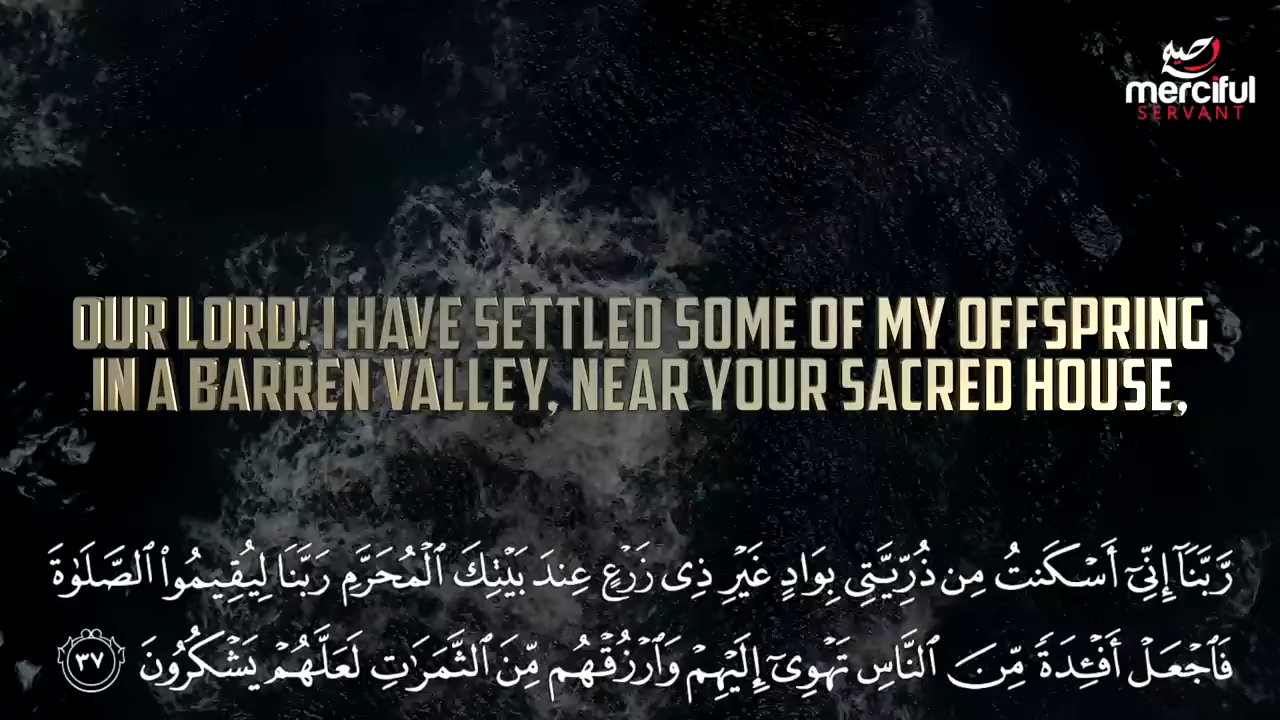 رحيم
merciful
SERVANT
OUR LORD! I HAVE SETTLED SOME OF MY OFFSPRING
IN A BARREN VALLEY, NEAR YOUR SACRED HOUSE,
رَّبَّنَآ إِنِّىٓ أَسْكَنتُ مِن ذُرِّيَّتِى بِوَادٍ غَيْرِ ذِى زَرْعٍ عِندَ بَيْتِكَ ٱلْمُحَرَّمِ رَبَّنَا لِيُقِيمُوا۟ ٱلصَّلَوٰةَ
فَٱجْعَلْ أَفْـِٔدَةً مِّنَ ٱلنَّاسِ تَهْوِىٓ إِلَيْهِمْ وَٱرْزُقْهُم مِّنَ ٱلثَّمَرَٰتِ لَعَلَّهُمْ يَشْكُرُونَ ٣٧